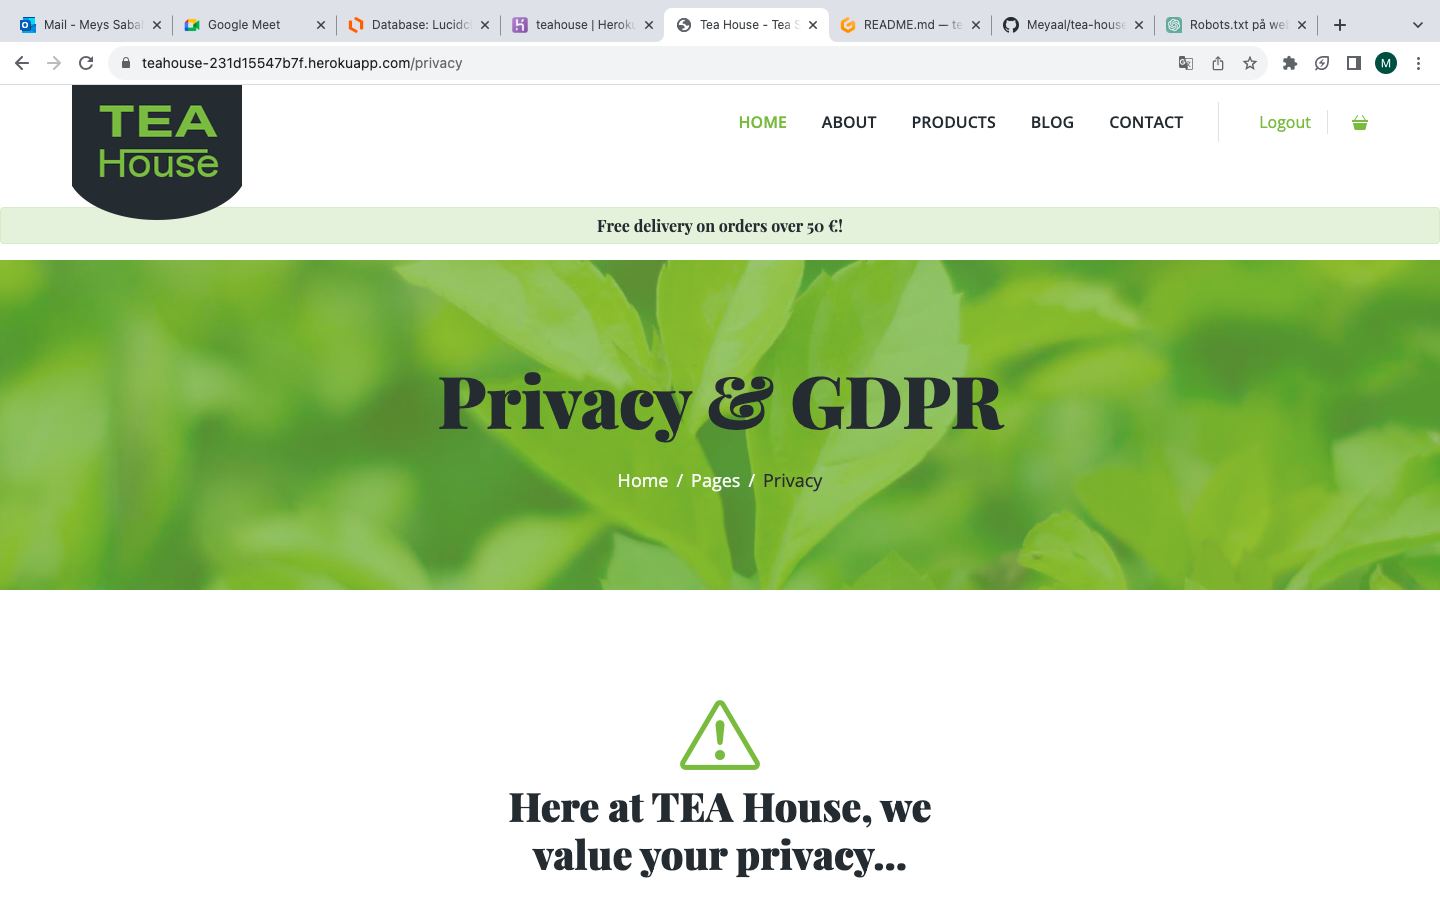 Mail - Meys Sabal
Google Meet
Database: Lucidc
teahouse | Heroku
Tea House - Tea S
README.md — te
Meyaal/tea-house
Robots.txt på web
teahouse-231d15547b7f.herokuapp.com/privacy
M
TEA
House
HOME
ABOUT
PRODUCTS
BLOG
CONTACT
Logout
Free delivery on orders over 50 €!
Privacy & GDPR
Home / Pages / Privacy
Here at TEA House, we
value your privacy...